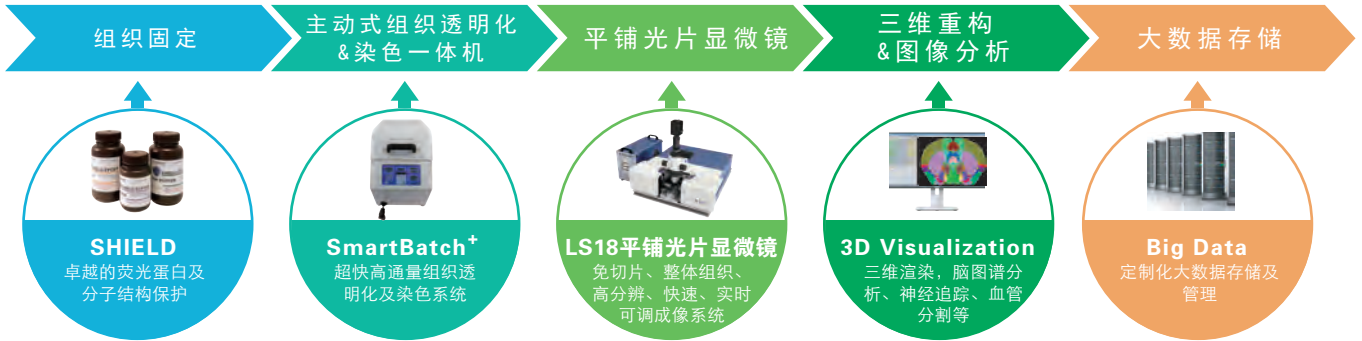 组织固定
主动式组织透明化
&染色一体机
平铺光片显微镜
三维重构
&图像分析
大数据存储
SHIELD
卓越的荧光蛋白及
分子结构保护
SmartBatch+
超快高通量组织透
明化及染色系统
LS18平铺光片显微镜
免切片、整体组织、
高分辨、快速、实时
可调成像系统
3D Visualization
三维渲染,脑图谱分
析、神经追踪、血管
分割等
Big Data
定制化大数据存储及
管理